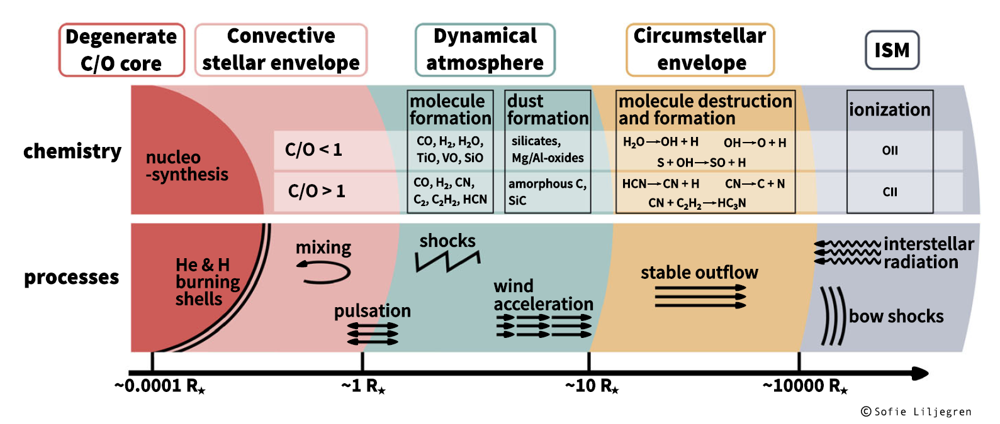 Degenerate
C/O core
Convective
stellar envelope
Dynamical
atmosphere
Circumstellar
envelope
ISM
chemistry
nucleo
-synthesis
C/O < 1
C/O > 1
molecule
formation
CO, H₂, H₂O,
TiO, VO, SiO
CO, H₂, CN,
C₂, C₂H₂, HCN
dust
formation
silicates,
Mg/Al-oxides
amorphous C,
SiC
molecule destruction
and formation
H₂O→OH + H OH→O + H
S + OH→SO + H
HCN→CN + H CN→C + N
CN + C₂H₂→HC₃N
ionization
OII
CII
processes
He & H
burning
shells
mixing
pulsation
shocks
wind
acceleration
stable outflow
interstellar
radiation
bow shocks
~0.0001 R★
~1 R★
~10 R★
~10000 R★
©Sofie Liljegren